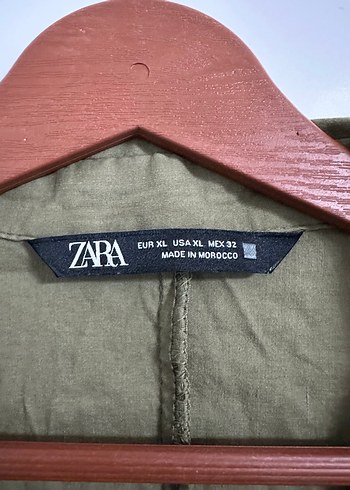 ZARA
EUR XL USA XL MEX 32
MADE IN MOROCCO